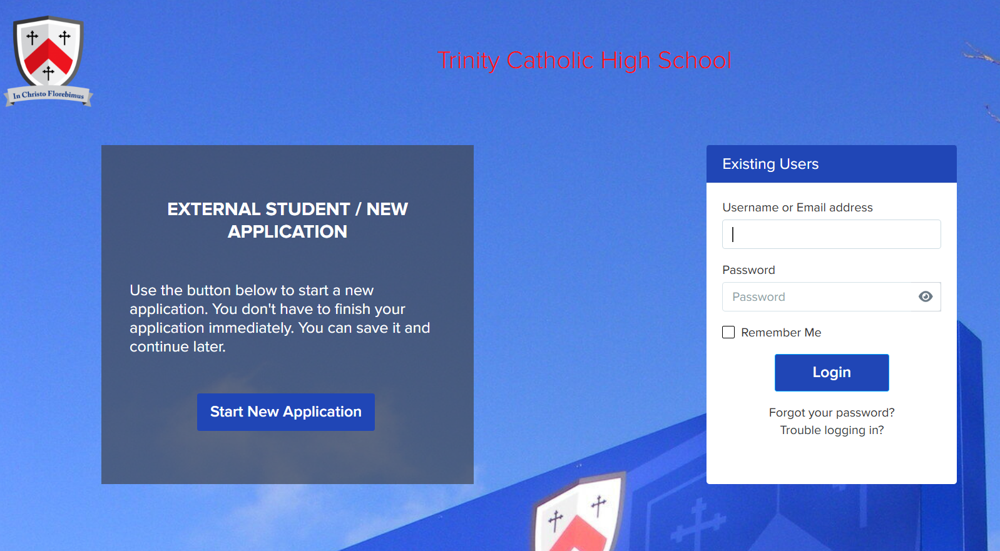 In Christo Florebimus
Trinity Catholic High School
EXTERNAL STUDENT / NEW
APPLICATION
Use the button below to start a new
application. You don't have to finish your
application immediately. You can save it and
continue later.
Start New Application
Existing Users
Username or Email address
Password
Password
Remember Me
Login
Forgot your password?
Trouble logging in?